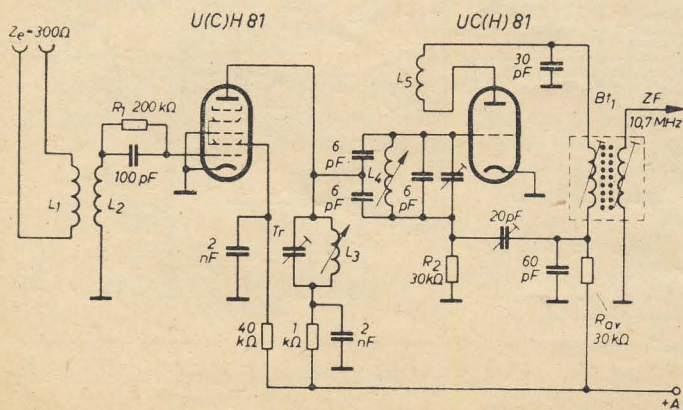 U(C)H 81
UC(H) 81
Ze=300Ω
R1 200 kΩ
100 pF
L1
L2
2
nF
40
kΩ
Tr
L3
1
kΩ
2
nF
6
pF
6
pF
L4
6
pF
L5
30
pF
Bf1
ZF
10,7 MHz
20pF
R2
30kΩ
60
pF
Rav
30 kΩ
+A